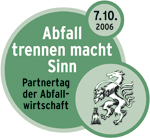 7.10.
2006
Abfall
trennen macht
Sinn
Partnertag
der Abfall-
wirtschaft